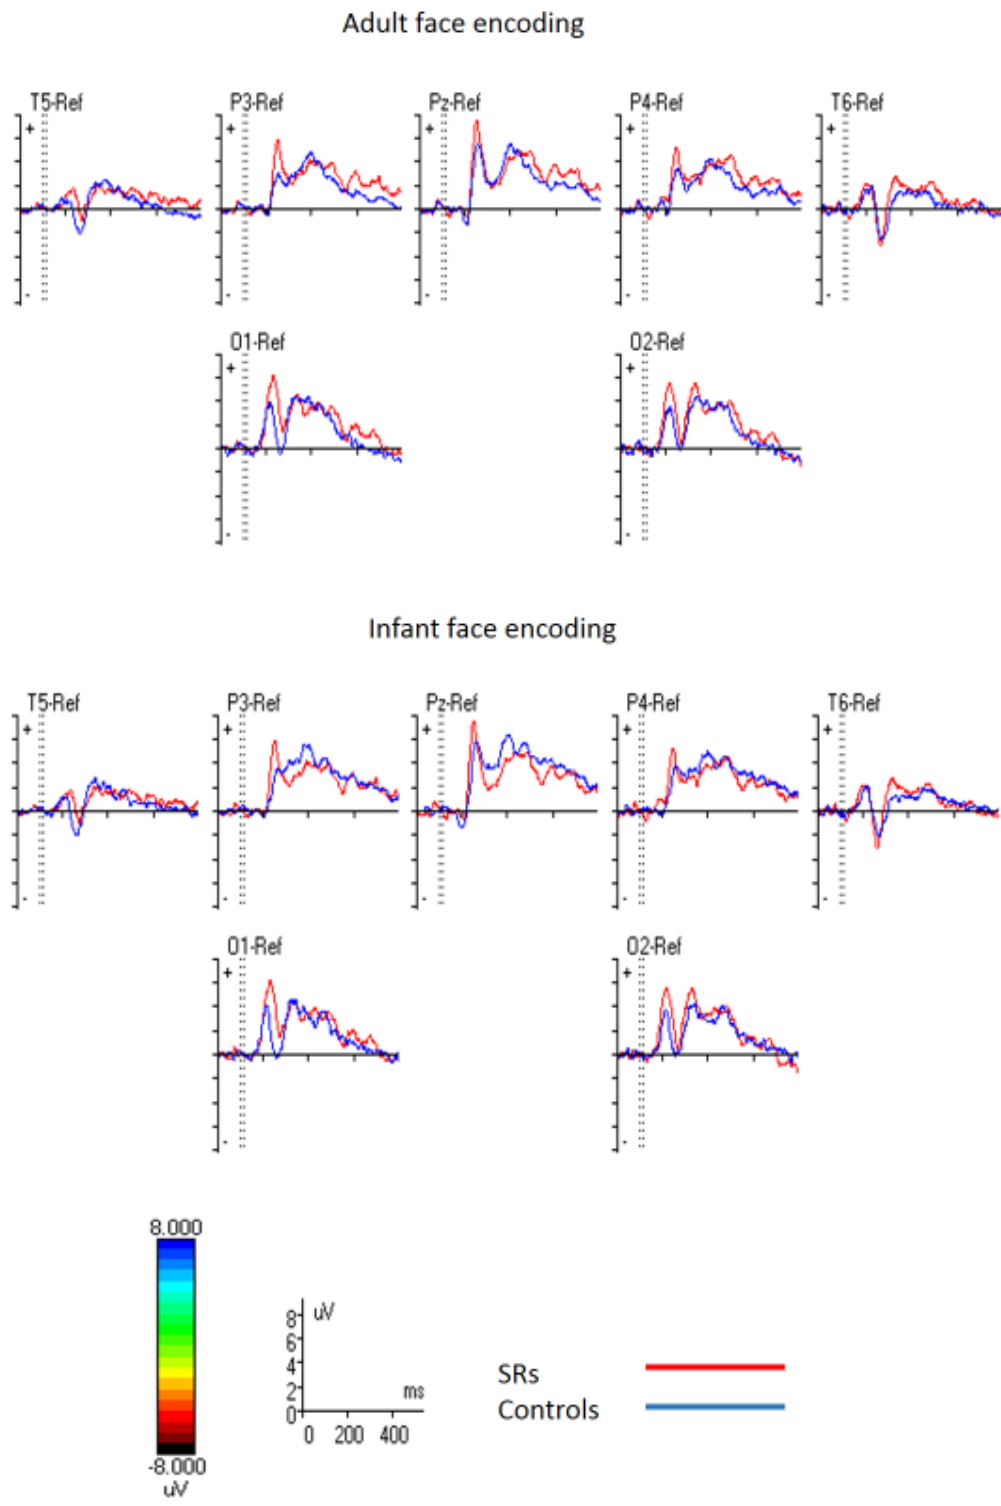 Adult face encoding
T5-Ref P3-Ref Pz-Ref P4-Ref T6-Ref
+ + + + +
- - - - -
O1-Ref O2-Ref
+ +
- -
Infant face encoding
T5-Ref P3-Ref Pz-Ref P4-Ref T6-Ref
+ + + + +
- - - - -
O1-Ref O2-Ref
+ +
- -
8.000
-8.000
uV
8 uV
6
4
2 ms
0
0 200 400
SRs
Controls